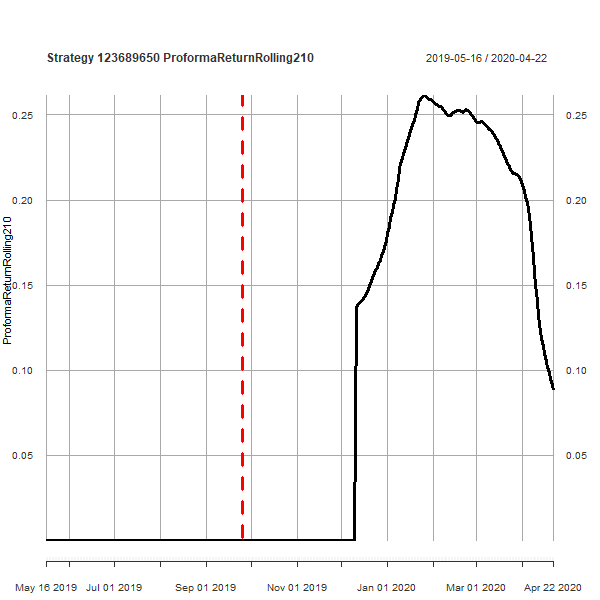 Strategy 123689650 ProformaReturnRolling210
2019-05-16 / 2020-04-22
0.25
0.25
0.20
0.20
0.15
0.15
0.10
0.10
0.05
0.05
ProformaReturnRolling210
May 16 2019
Jul 01 2019
Sep 01 2019
Nov 01 2019
Jan 01 2020
Mar 01 2020
Apr 22 2020